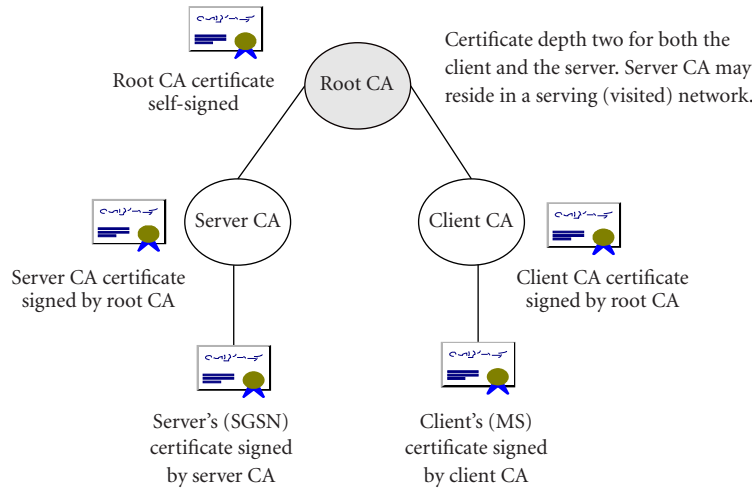 Root CA certificate
self-signed
Root CA
Certificate depth two for both the
client and the server. Server CA may
reside in a serving (visited) network.
Server CA
Client CA
Server CA certificate
signed by root CA
Client CA certificate
signed by root CA
Server's (SGSN)
certificate signed
by server CA
Client's (MS)
certificate signed
by client CA